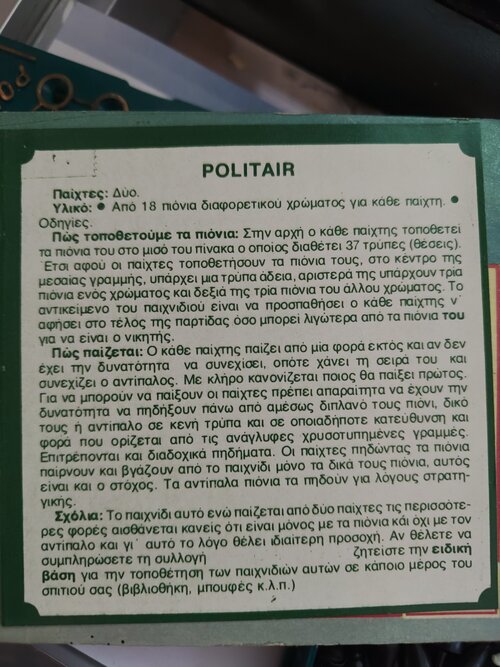 POLITAIR
Παίχτες: Δύο.
Υλικό: ● Από 18 πιόνια διαφορετικού χρώματος για κάθε παίχτη. ●
Οδηγίες.
Πώς τοποθετούμε τα πιόνια: Στην αρχή ο κάθε παίχτης τοποθετεί
τα πιόνια του στο μισό του πίνακα ο οποίος διαθέτει 37 τρύπες (θέσεις).
Ετσι αφού οι παίχτες τοποθετήσουν τα πιόνια τους, στο κέντρο της
μεσαίας γραμμής, υπάρχει μια τρύπα άδεια, αριστερά της υπάρχουν τρία
πιόνια ενός χρώματος και δεξιά της τρία πιόνια του άλλου χρώματος. Το
αντικείμενο του παιχνιδιού είναι να προσπαθήσει ο κάθε παίχτης ν'
αφήσει στο τέλος της παρτίδας όσο μπορεί λιγώτερα από τα πιόνια του
για να είναι ο νικητής.
Πώς παίζεται: Ο κάθε παίχτης παίζει από μία φορά εκτός και αν δεν
έχει την δυνατότητα να συνεχίσει, οπότε χάνει τη σειρά του και
συνεχίζει ο αντίπαλος. Με κλήρο κανονίζεται ποιος θα παίξει πρώτος.
Για να μπορούν να παίξουν οι παίχτες πρέπει απαραίτητα να έχουν την
δυνατότητα να πηδήξουν πάνω από αμέσως διπλανό τους πιόνι, δικό
τους ή αντίπαλο σε κενή τρύπα και σε οποιαδήποτε κατεύθυνση και
φορά που ορίζεται από τις ανάγλυφες χρυσοτυπημένες γραμμές.
Επιτρέπονται και διαδοχικά πηδήματα. Οι παίχτες πηδώντας τα πιόνια
παίρνουν και βγάζουν από το παιχνίδι μόνο τα δικά τους πιόνια, αυτός
είναι και ο στόχος. Τα αντίπαλα πιόνια τα πηδούν για λόγους στρατη-
γικής.
Σχόλια: Το παιχνίδι αυτό ενώ παίζεται από δύο παίχτες τις περισσότε-
ρες φορές αισθάνεται κανείς ότι είναι μόνος με τα πιόνια κάι όχι με τον
αντίπαλο και γι' αυτό το λόγο θέλει ιδιαίτερη προσοχή. Αν θέλετε να
συμπληρώσετε τη συλλογή ζητείστε την ειδική
βάση για την τοποθέτηση των παιχνιδιών αυτών σε κάποιο μέρος του
σπιτιού σας (βιβλιοθήκη, μπουφές κ.λ.π.)